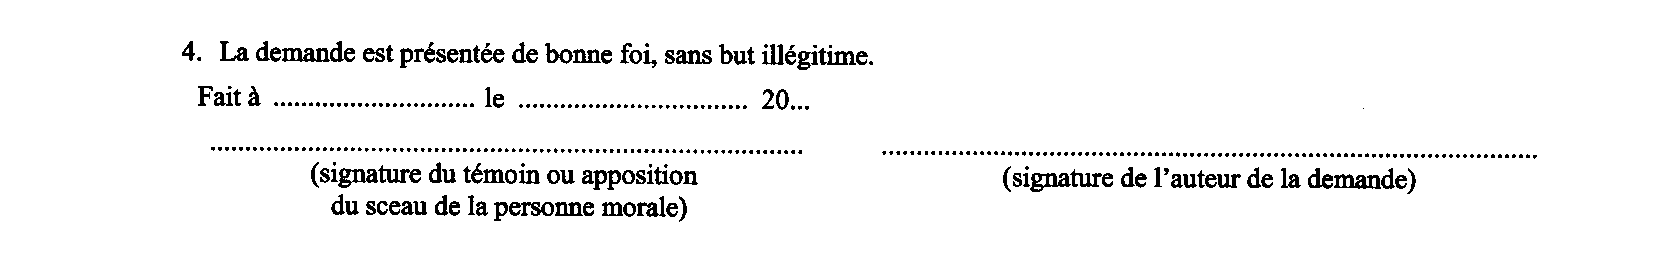 4. La demande est présentée de bonne foi, sans but illégitime.
Fait à ............................. le ................................. 20...
(signature du témoin ou apposition
du sceau de la personne morale)
(signature de l'auteur de la demande)